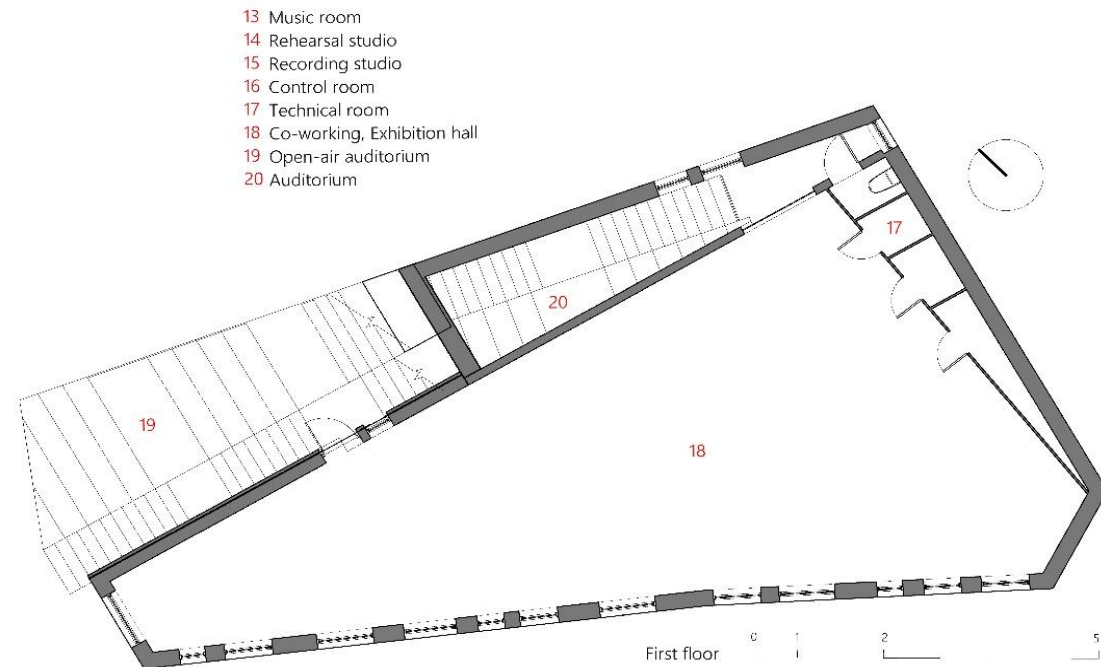 13 Music room
14 Rehearsal studio
15 Recording studio
16 Control room
17 Technical room
18 Co-working, Exhibition hall
19 Open-air auditorium
20 Auditorium
17
20
19
18
First floor 0 1 2 5